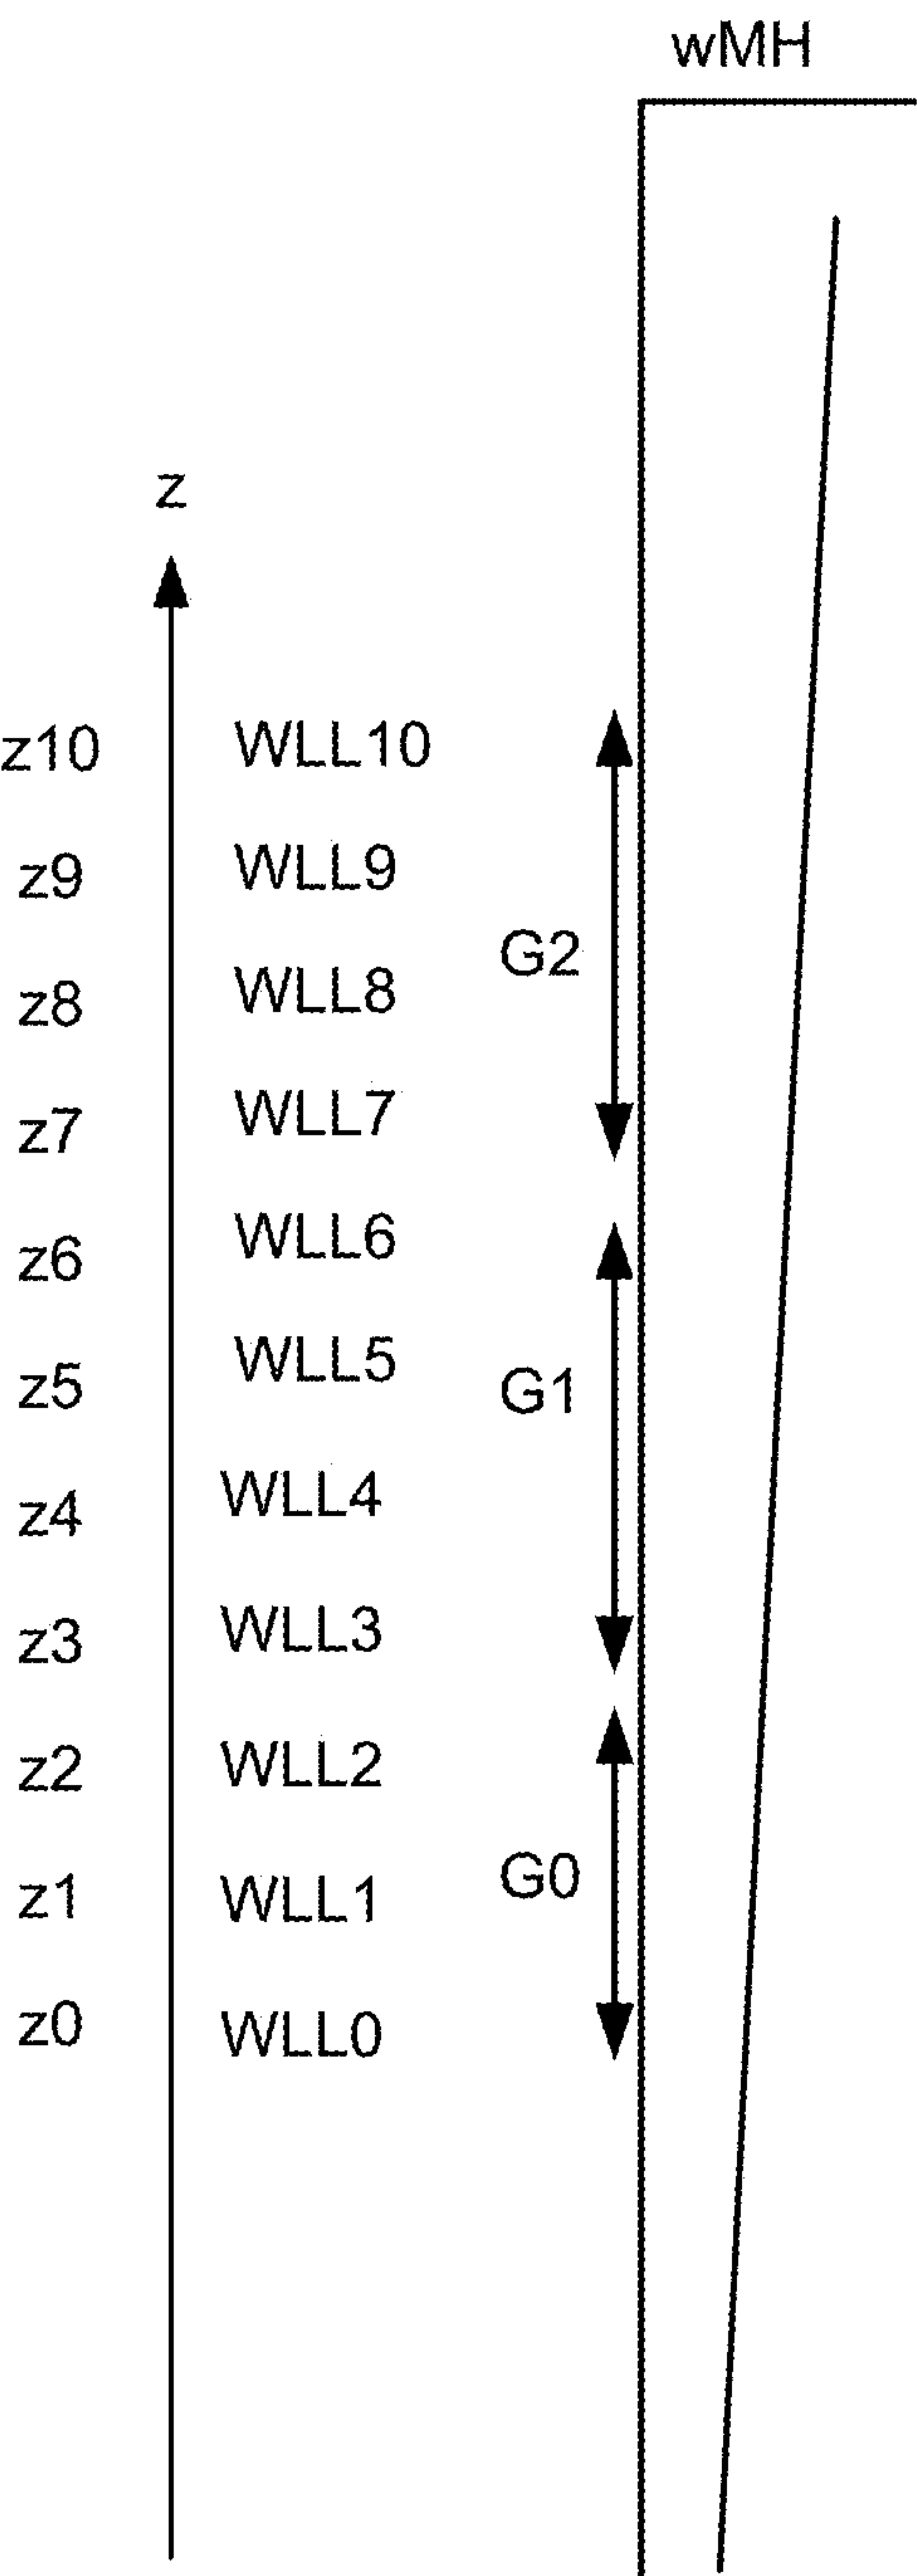 wMH
z
z10 WLL10
z9 WLL9
G2
z8 WLL8
z7 WLL7
z6 WLL6
z5 WLL5
G1
z4 WLL4
z3 WLL3
z2 WLL2
G0
z1 WLL1
z0 WLL0